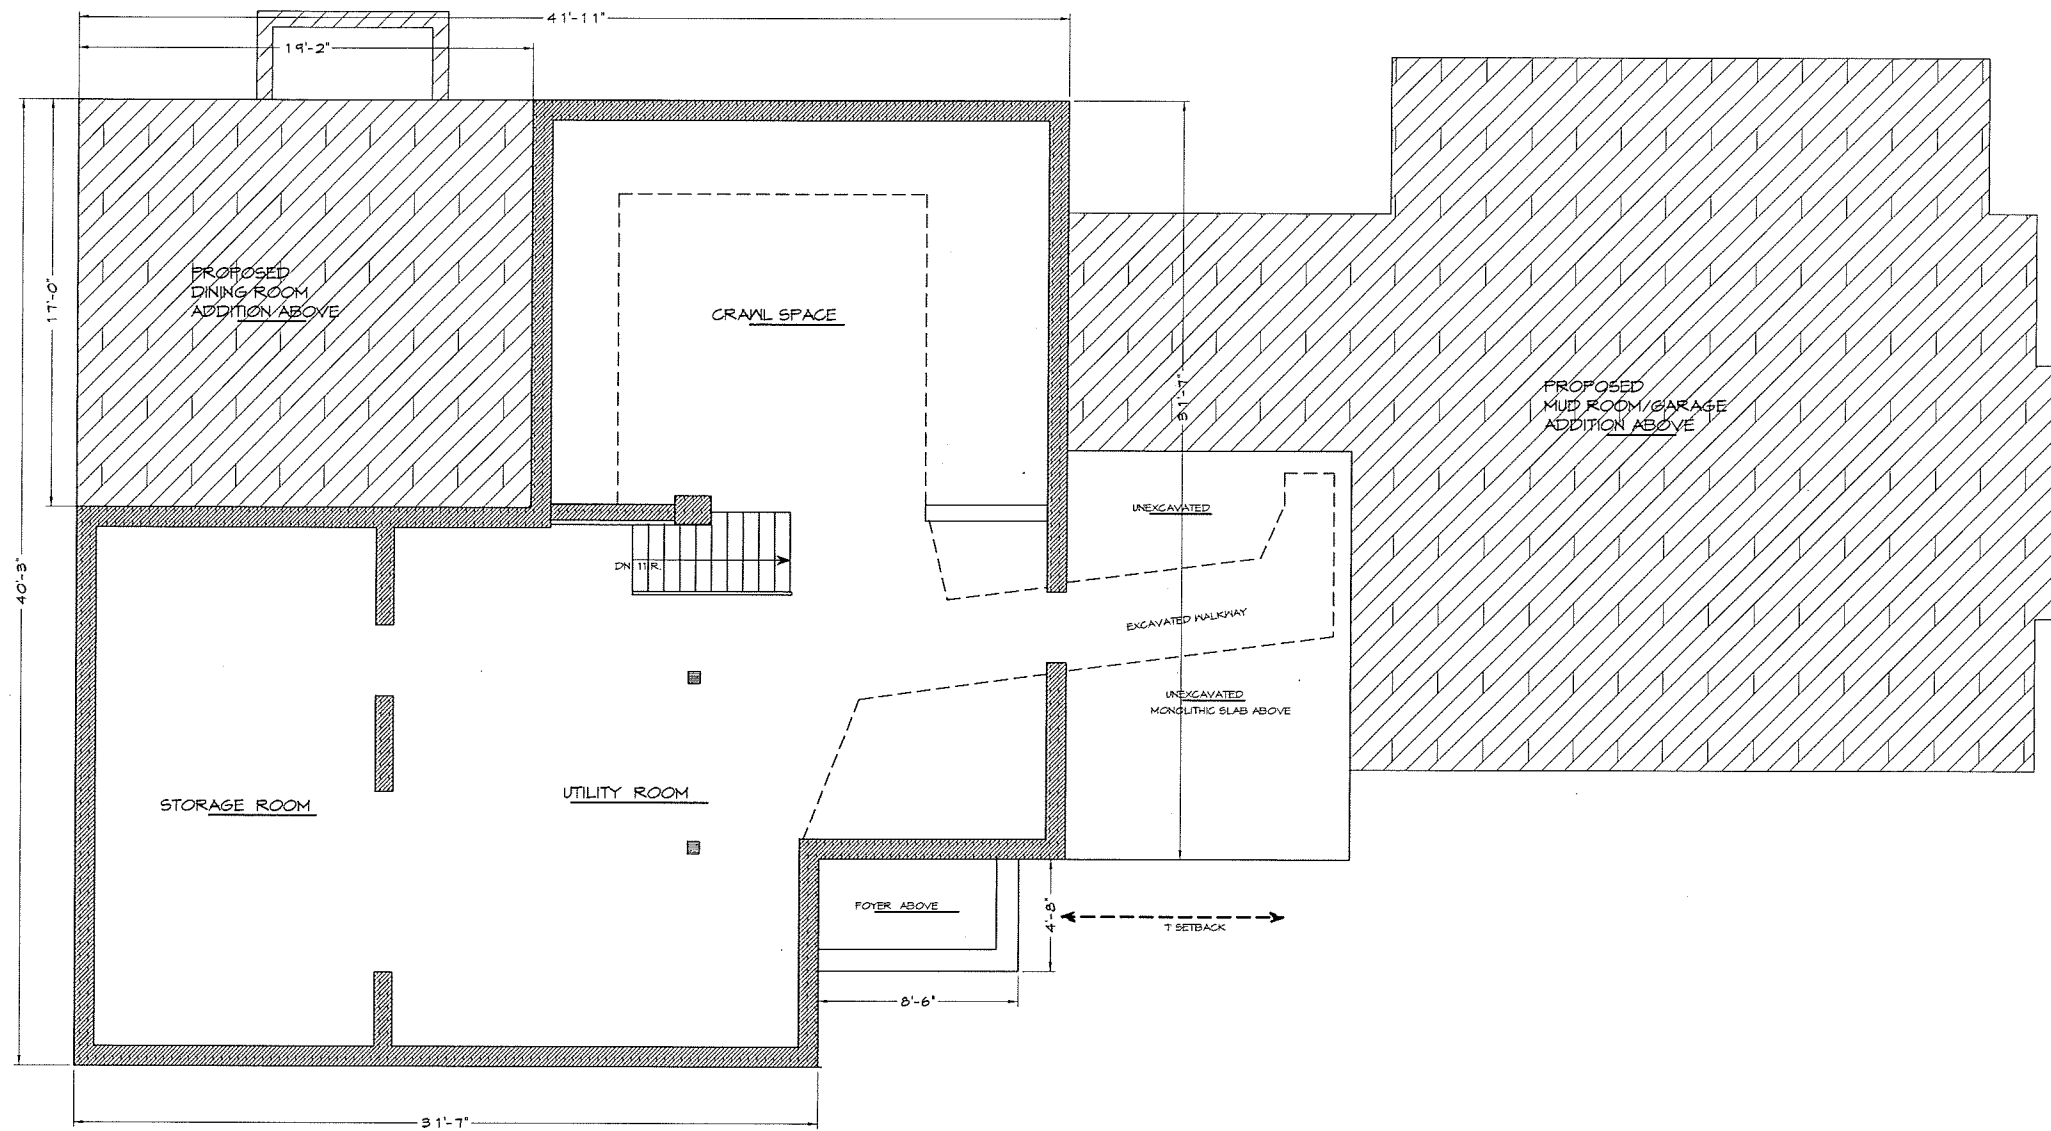 41'-11"
19'-2"
PROPOSED
DINING ROOM
ADDITION ABOVE
17'-0"
CRAWL SPACE
31'-7"
PROPOSED
MUD ROOM/GARAGE
ADDITION ABOVE
UNEXCAVATED
40'-3"
DN. 11 R.
EXCAVATED WALKWAY
UNEXCAVATED
MONOLITHIC SLAB ABOVE
STORAGE ROOM
UTILITY ROOM
FOYER ABOVE
4'-8"
SETBACK
8'-6"
31'-7"